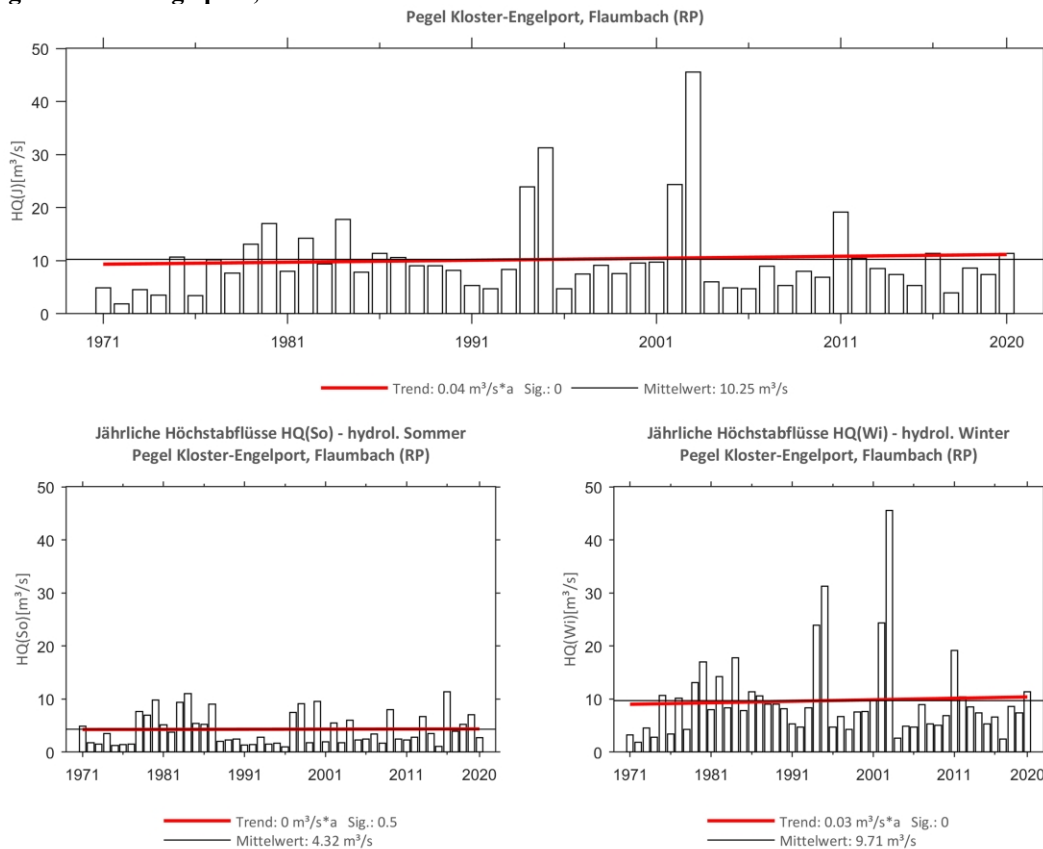 Pegel Kloster-Engelport, Flaumbach (RP)
50
40
30
20
10
0
HQ(J)[m³/s]
1971
1981
1991
2001
2011
2020
Trend: 0.04 m³/s*a Sig.: 0
Mittelwert: 10.25 m³/s
Jährliche Höchstabflüsse HQ(So) - hydrol. Sommer
Pegel Kloster-Engelport, Flaumbach (RP)
50
40
30
20
10
0
HQ(So)[m³/s]
1971
1981
1991
2001
2011
2020
Trend: 0 m³/s*a Sig.: 0.5
Mittelwert: 4.32 m³/s
Jährliche Höchstabflüsse HQ(Wi) - hydrol. Winter
Pegel Kloster-Engelport, Flaumbach (RP)
50
40
30
20
10
0
HQ(Wi)[m³/s]
1971
1981
1991
2001
2011
2020
Trend: 0.03 m³/s*a Sig.: 0
Mittelwert: 9.71 m³/s